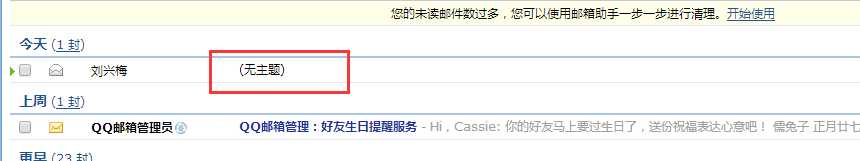 您的未读邮件数过多，您可以使用邮箱助手一步一步进行清理。开始使用
今天 (1 封)
刘兴梅 (无主题)
上周 (1 封)
QQ邮箱管理员 QQ邮箱管理：好友生日提醒服务 - Hi , Cassie: 你的好友马上要过生日了，送份祝福表达心意吧！ 儒兔子 正月廿七
更早 (23 封)